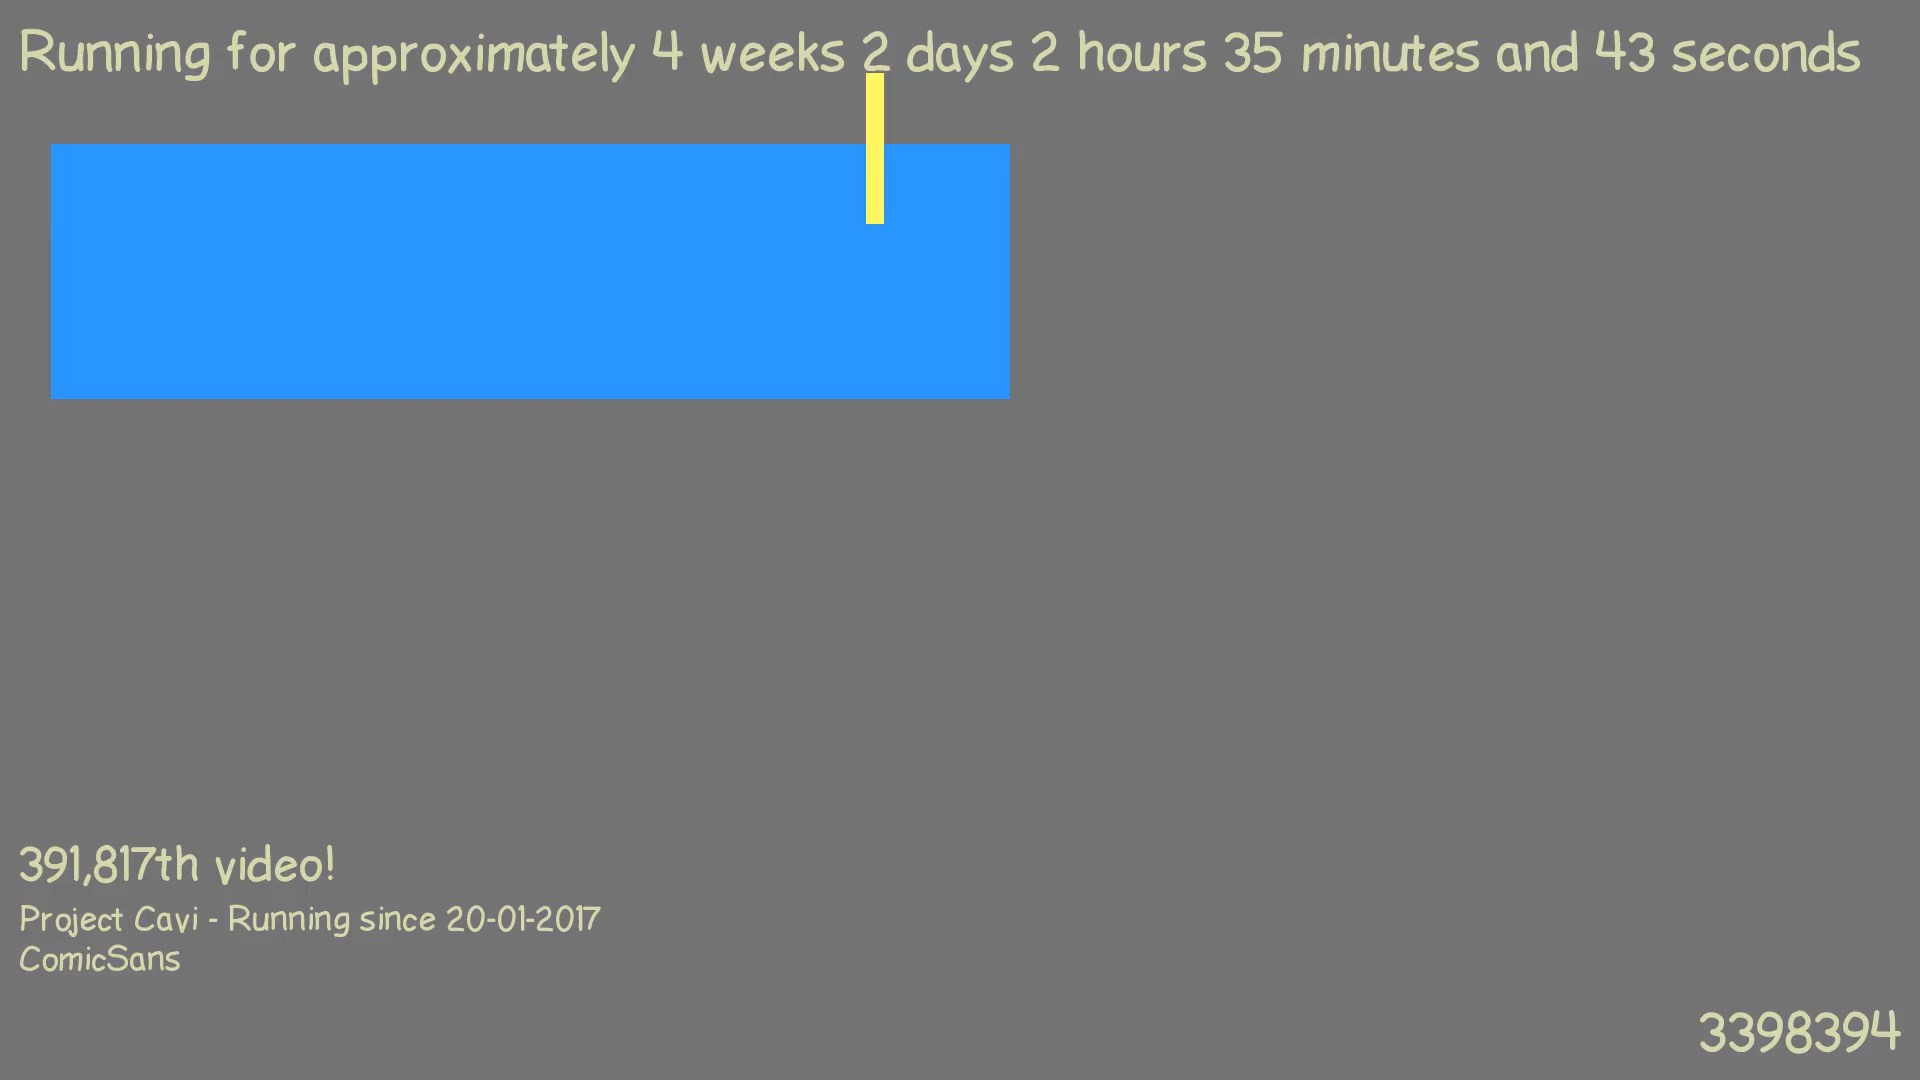 Running for approximately 4 weeks 2 days 2 hours 35 minutes and 43 seconds
391,817th video!
Project Cavi - Running since 20-01-2017
ComicSans
3398394